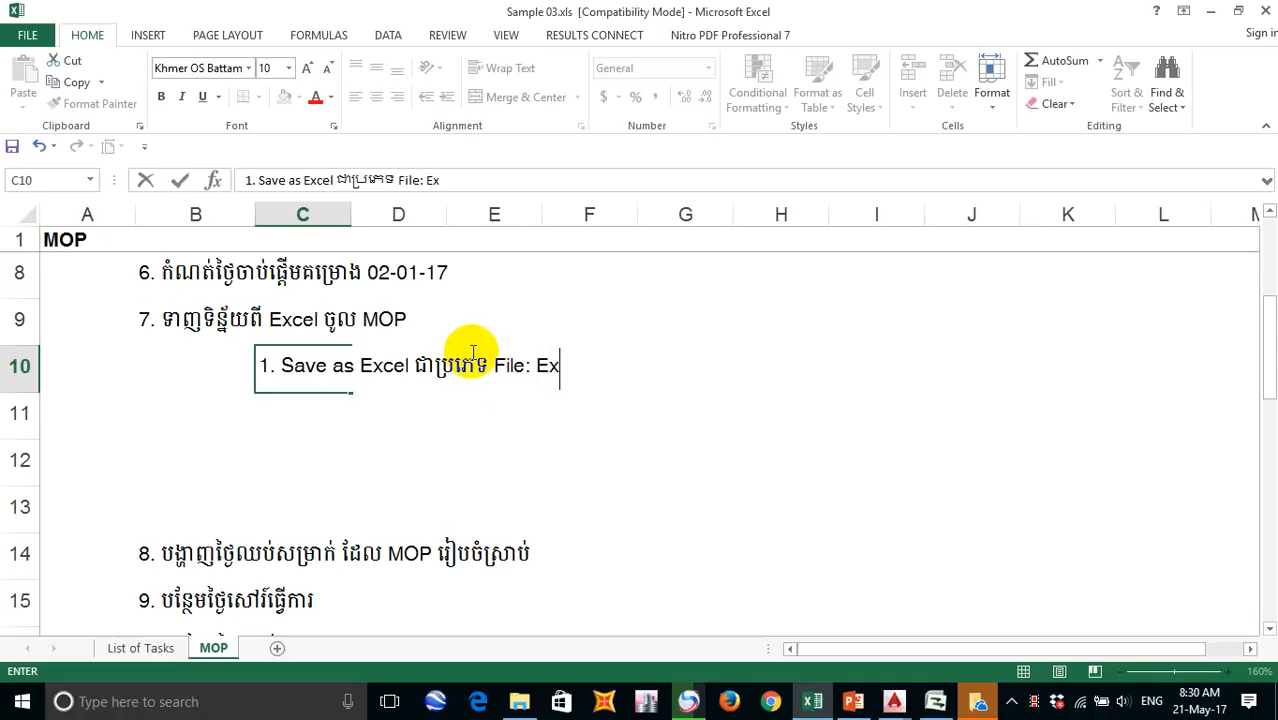 Sample 03.xls [Compatibility Mode] - Microsoft Excel
Sign in
FILE HOME INSERT PAGE LAYOUT FORMULAS DATA REVIEW VIEW RESULTS CONNECT Nitro PDF Professional 7
Paste
Cut
Copy
Format Painter
Clipboard
Khmer OS Battam 10
B I U
Font
Wrap Text
Merge & Center
Alignment
General
$ % ,
Number
Conditional Formatting
Format as Table
Cell Styles
Styles
Insert
Delete
Format
Cells
AutoSum
Fill
Clear
Sort & Filter
Find & Select
Editing
C10
1. Save as Excel ជាប្រភេទ File: Ex
A B C D E F G H I J K L M
1 MOP
8 6. កំណត់ថ្ងៃចាប់ផ្តើមគម្រោង 02-01-17
9 7. ទាញទិន្ន័យពី Excel ចូល MOP
10 1. Save as Excel ជាប្រភេទ File: Ex
11
12
13
14 8. បង្ហាញថ្ងៃឈប់សម្រាក់ ដែល MOP រៀបចំស្រាប់
15 9. បន្ថែមថ្ងៃសៅរ៍ធ្វើការ
List of Tasks MOP
ENTER
160%
Type here to search
ENG
8:30 AM
21-May-17